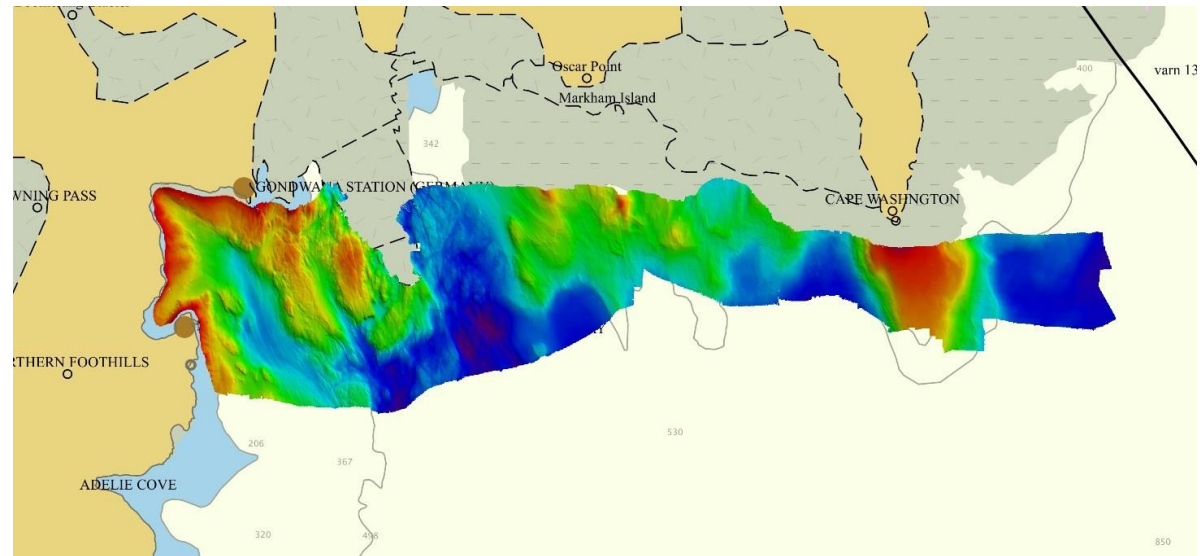 Oscar Point
400
varn 13
Markham Island
342
GONDWANA STATION (GERMANY)
WNING PASS
CAPE WASHINGTON
RTHERN FOOTHILLS
206
530
367
ADELIE COVE
320
498
850